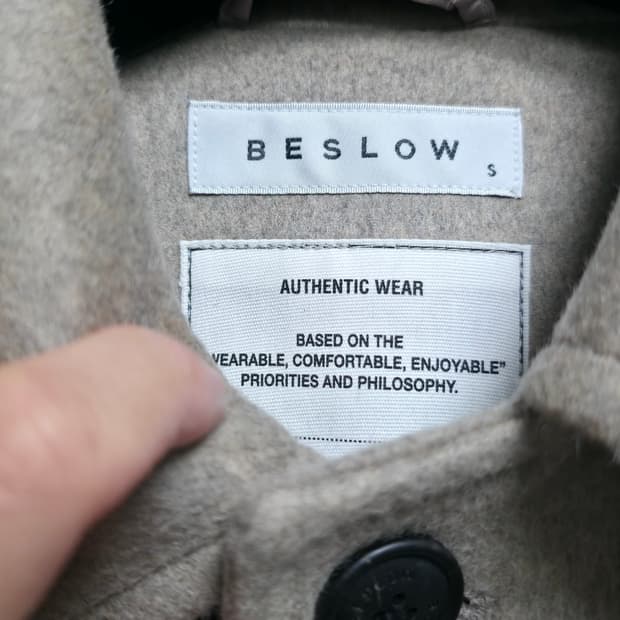 BESLOW
S
AUTHENTIC WEAR
BASED ON THE
WEARABLE, COMFORTABLE, ENJOYABLE”
PRIORITIES AND PHILOSOPHY.